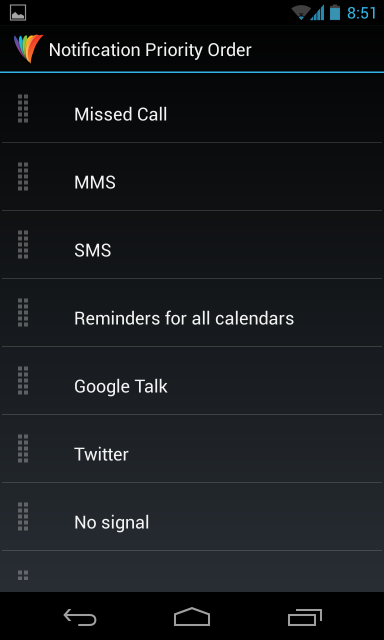 8:51
Notification Priority Order
Missed Call
MMS
SMS
Reminders for all calendars
Google Talk
Twitter
No signal